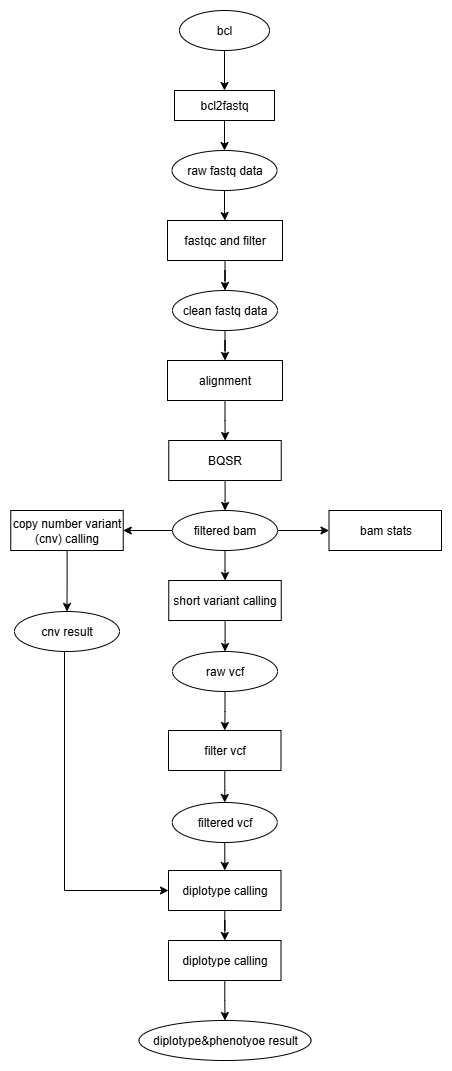 bcl
bcl2fastq
raw fastq data
fastqc and filter
clean fastq data
alignment
BQSR
copy number variant
(cnv) calling
filtered bam
bam stats
short variant calling
cnv result
raw vcf
filter vcf
filtered vcf
diplotype calling
diplotype calling
diplotype&phenotyoe result